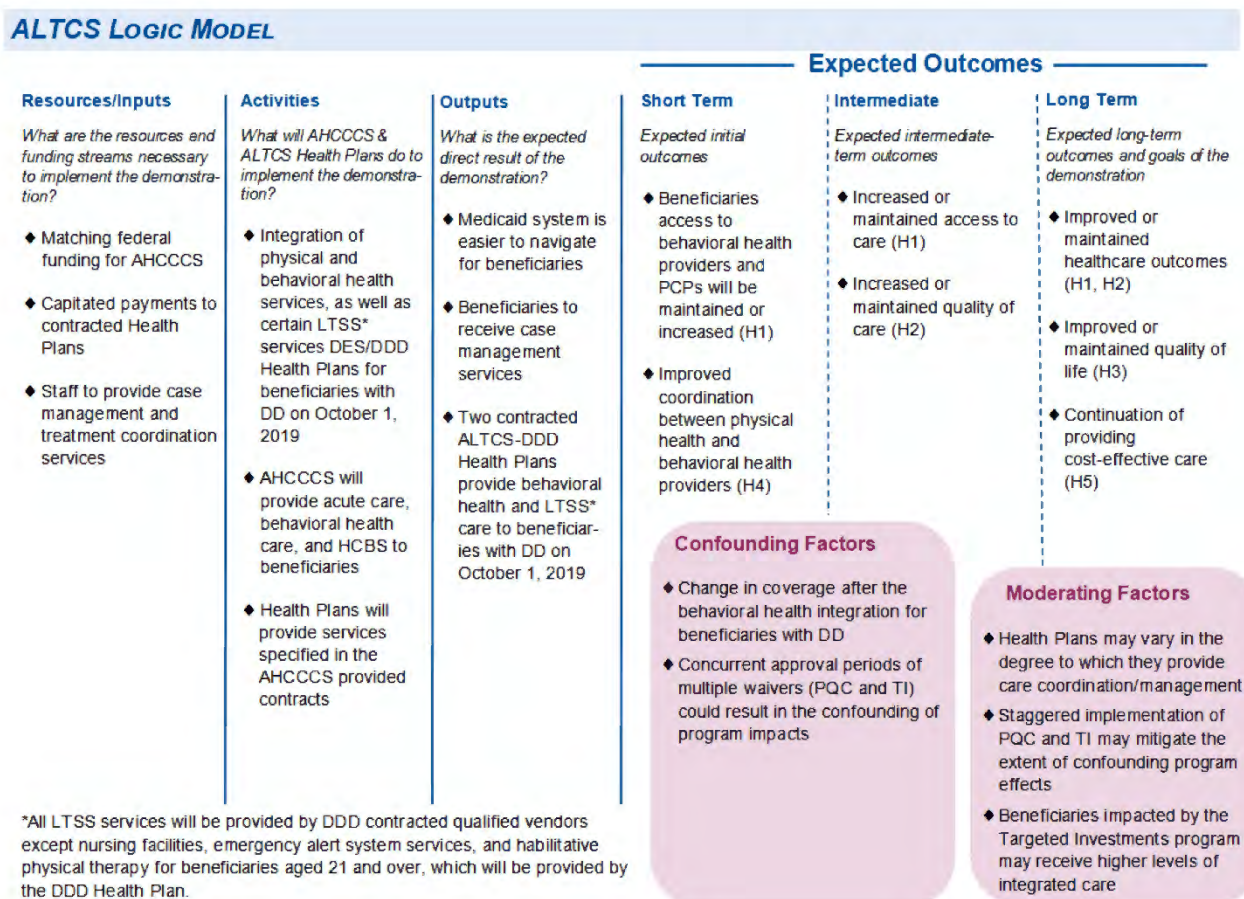 ALTCS LOGIC MODEL
Expected Outcomes
Resources/Inputs
What are the resources and
funding streams necessary
to implement the demonstra-
tion?
◆ Matching federal
funding for AHCCCS
◆ Capitated payments to
contracted Health
Plans
◆ Staff to provide case
management and
treatment coordination
services
Activities
What will AHCCCS &
ALTCS Health Plans do to
implement the demonstra-
tion?
◆ Integration of
physical and
behavioral health
services, as well as
certain LTSS*
services DES/DDD
Health Plans for
beneficiaries with
DD on October 1,
2019
◆ AHCCCS will
provide acute care,
behavioral health
care, and HCBS to
beneficiaries
◆ Health Plans will
provide services
specified in the
AHCCCS provided
contracts
Outputs
What is the expected
direct result of the
demonstration?
◆ Medicaid system is
easier to navigate
for beneficiaries
◆ Beneficiaries to
receive case
management
services
◆ Two contracted
ALTCS-DDD
Health Plans
provide behavioral
health and LTSS*
care to beneficiar-
ies with DD on
October 1, 2019
Short Term
Expected initial
outcomes
◆ Beneficiaries
access to
behavioral health
providers and
PCPs will be
maintained or
increased (H1)
◆ Improved
coordination
between physical
health and
behavioral health
providers (H4)
Intermediate
Expected intermediate-
term outcomes
◆ Increased or
maintained access to
care (H1)
◆ Increased or
maintained quality of
care (H2)
Long Term
Expected long-term
outcomes and goals of the
demonstration
◆ Improved or
maintained
healthcare outcomes
(H1, H2)
◆ Improved or
maintained quality of
life (H3)
◆ Continuation of
providing
cost-effective care
(H5)
Confounding Factors
◆ Change in coverage after the
behavioral health integration for
beneficiaries with DD
◆ Concurrent approval periods of
multiple waivers (PQC and TI)
could result in the confounding of
program impacts
Moderating Factors
◆ Health Plans may vary in the
degree to which they provide
care coordination/management
◆ Staggered implementation of
PQC and TI may mitigate the
extent of confounding program
effects
◆ Beneficiaries impacted by the
Targeted Investments program
may receive higher levels of
integrated care
*All LTSS services will be provided by DDD contracted qualified vendors
except nursing facilities, emergency alert system services, and habilitative
physical therapy for beneficiaries aged 21 and over, which will be provided by
the DDD Health Plan.